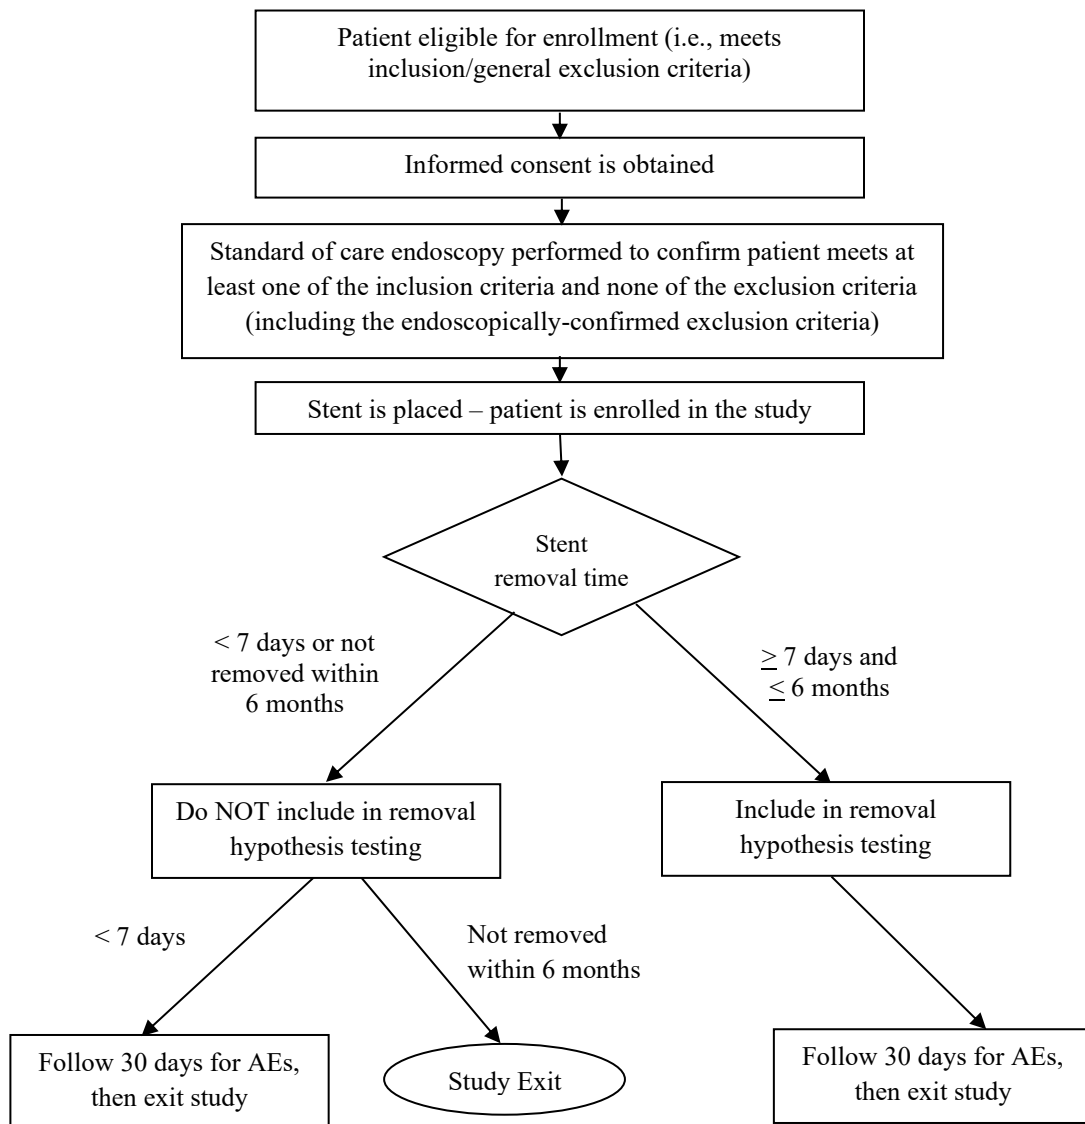 Patient eligible for enrollment (i.e., meets
inclusion/general exclusion criteria)
Informed consent is obtained
Standard of care endoscopy performed to confirm patient meets at
least one of the inclusion criteria and none of the exclusion criteria
(including the endoscopically-confirmed exclusion criteria)
Stent is placed – patient is enrolled in the study
Stent
removal time
< 7 days or not
removed within
6 months
≥ 7 days and
≤ 6 months
Do NOT include in removal
hypothesis testing
Include in removal
hypothesis testing
< 7 days
Not removed
within 6 months
Follow 30 days for AEs,
then exit study
Study Exit
Follow 30 days for AEs,
then exit study